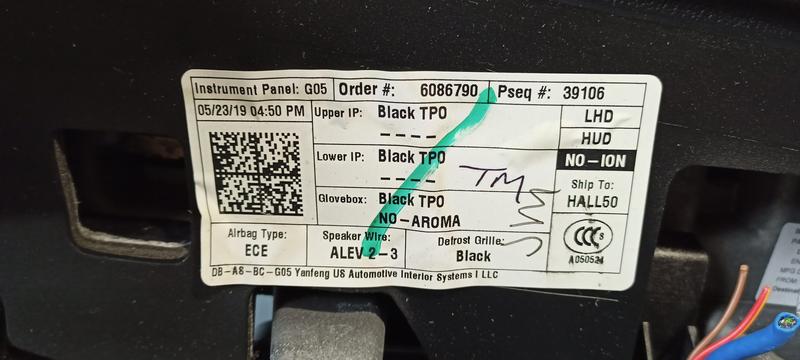 Instrument Panel: G05 Order #: 6086790 Pseq #: 39106
05/23/19 04:50 PM
Upper IP: Black TPO
----
Lower IP: Black TPO
----
Glovebox: Black TPO
NO-AROMA
LHD
HUD
NO-ION
Ship To:
HALL50
CCC S
A050524
Airbag Type:
ECE
Speaker Wire:
ALEV 2-3
Defrost Grille:
Black
DB-A8-BC-G05 Yanfeng US Automotive Interior Systems I LLC
TM